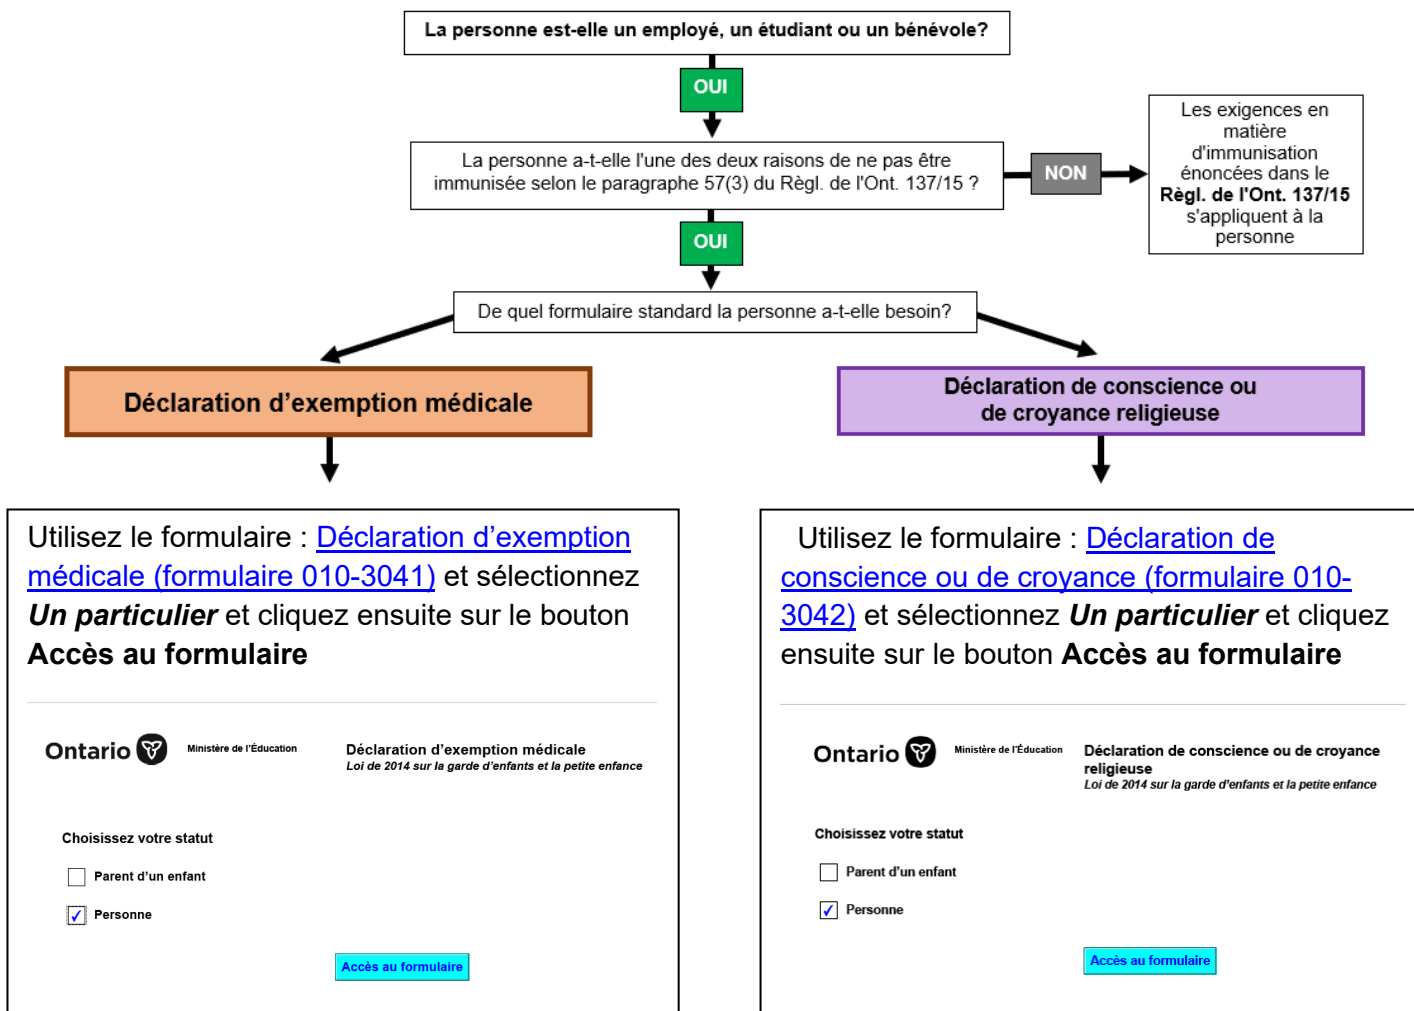 La personne est-elle un employé, un étudiant ou un bénévole?
OUI
La personne a-t-elle l'une des deux raisons de ne pas être
immunisée selon le paragraphe 57(3) du Règl. de l'Ont. 137/15 ?
NON
Les exigences en
matière
d'immunisation
énoncées dans le
Règl. de l'Ont. 137/15
s'appliquent à la
personne
OUI
De quel formulaire standard la personne a-t-elle besoin?
Déclaration d’exemption médicale
Déclaration de conscience ou
de croyance religieuse
Utilisez le formulaire : Déclaration d’exemption
médicale (formulaire 010-3041) et sélectionnez
Un particulier et cliquez ensuite sur le bouton
Accès au formulaire
Ontario
Ministère de l’Éducation
Déclaration d’exemption médicale
Loi de 2014 sur la garde d’enfants et la petite enfance
Choisissez votre statut
Parent d’un enfant
Personne
Accès au formulaire
Utilisez le formulaire : Déclaration de
conscience ou de croyance (formulaire 010-
3042) et sélectionnez Un particulier et cliquez
ensuite sur le bouton Accès au formulaire
Ontario
Ministère de l’Éducation
Déclaration de conscience ou de croyance
religieuse
Loi de 2014 sur la garde d’enfants et la petite enfance
Choisissez votre statut
Parent d’un enfant
Personne
Accès au formulaire